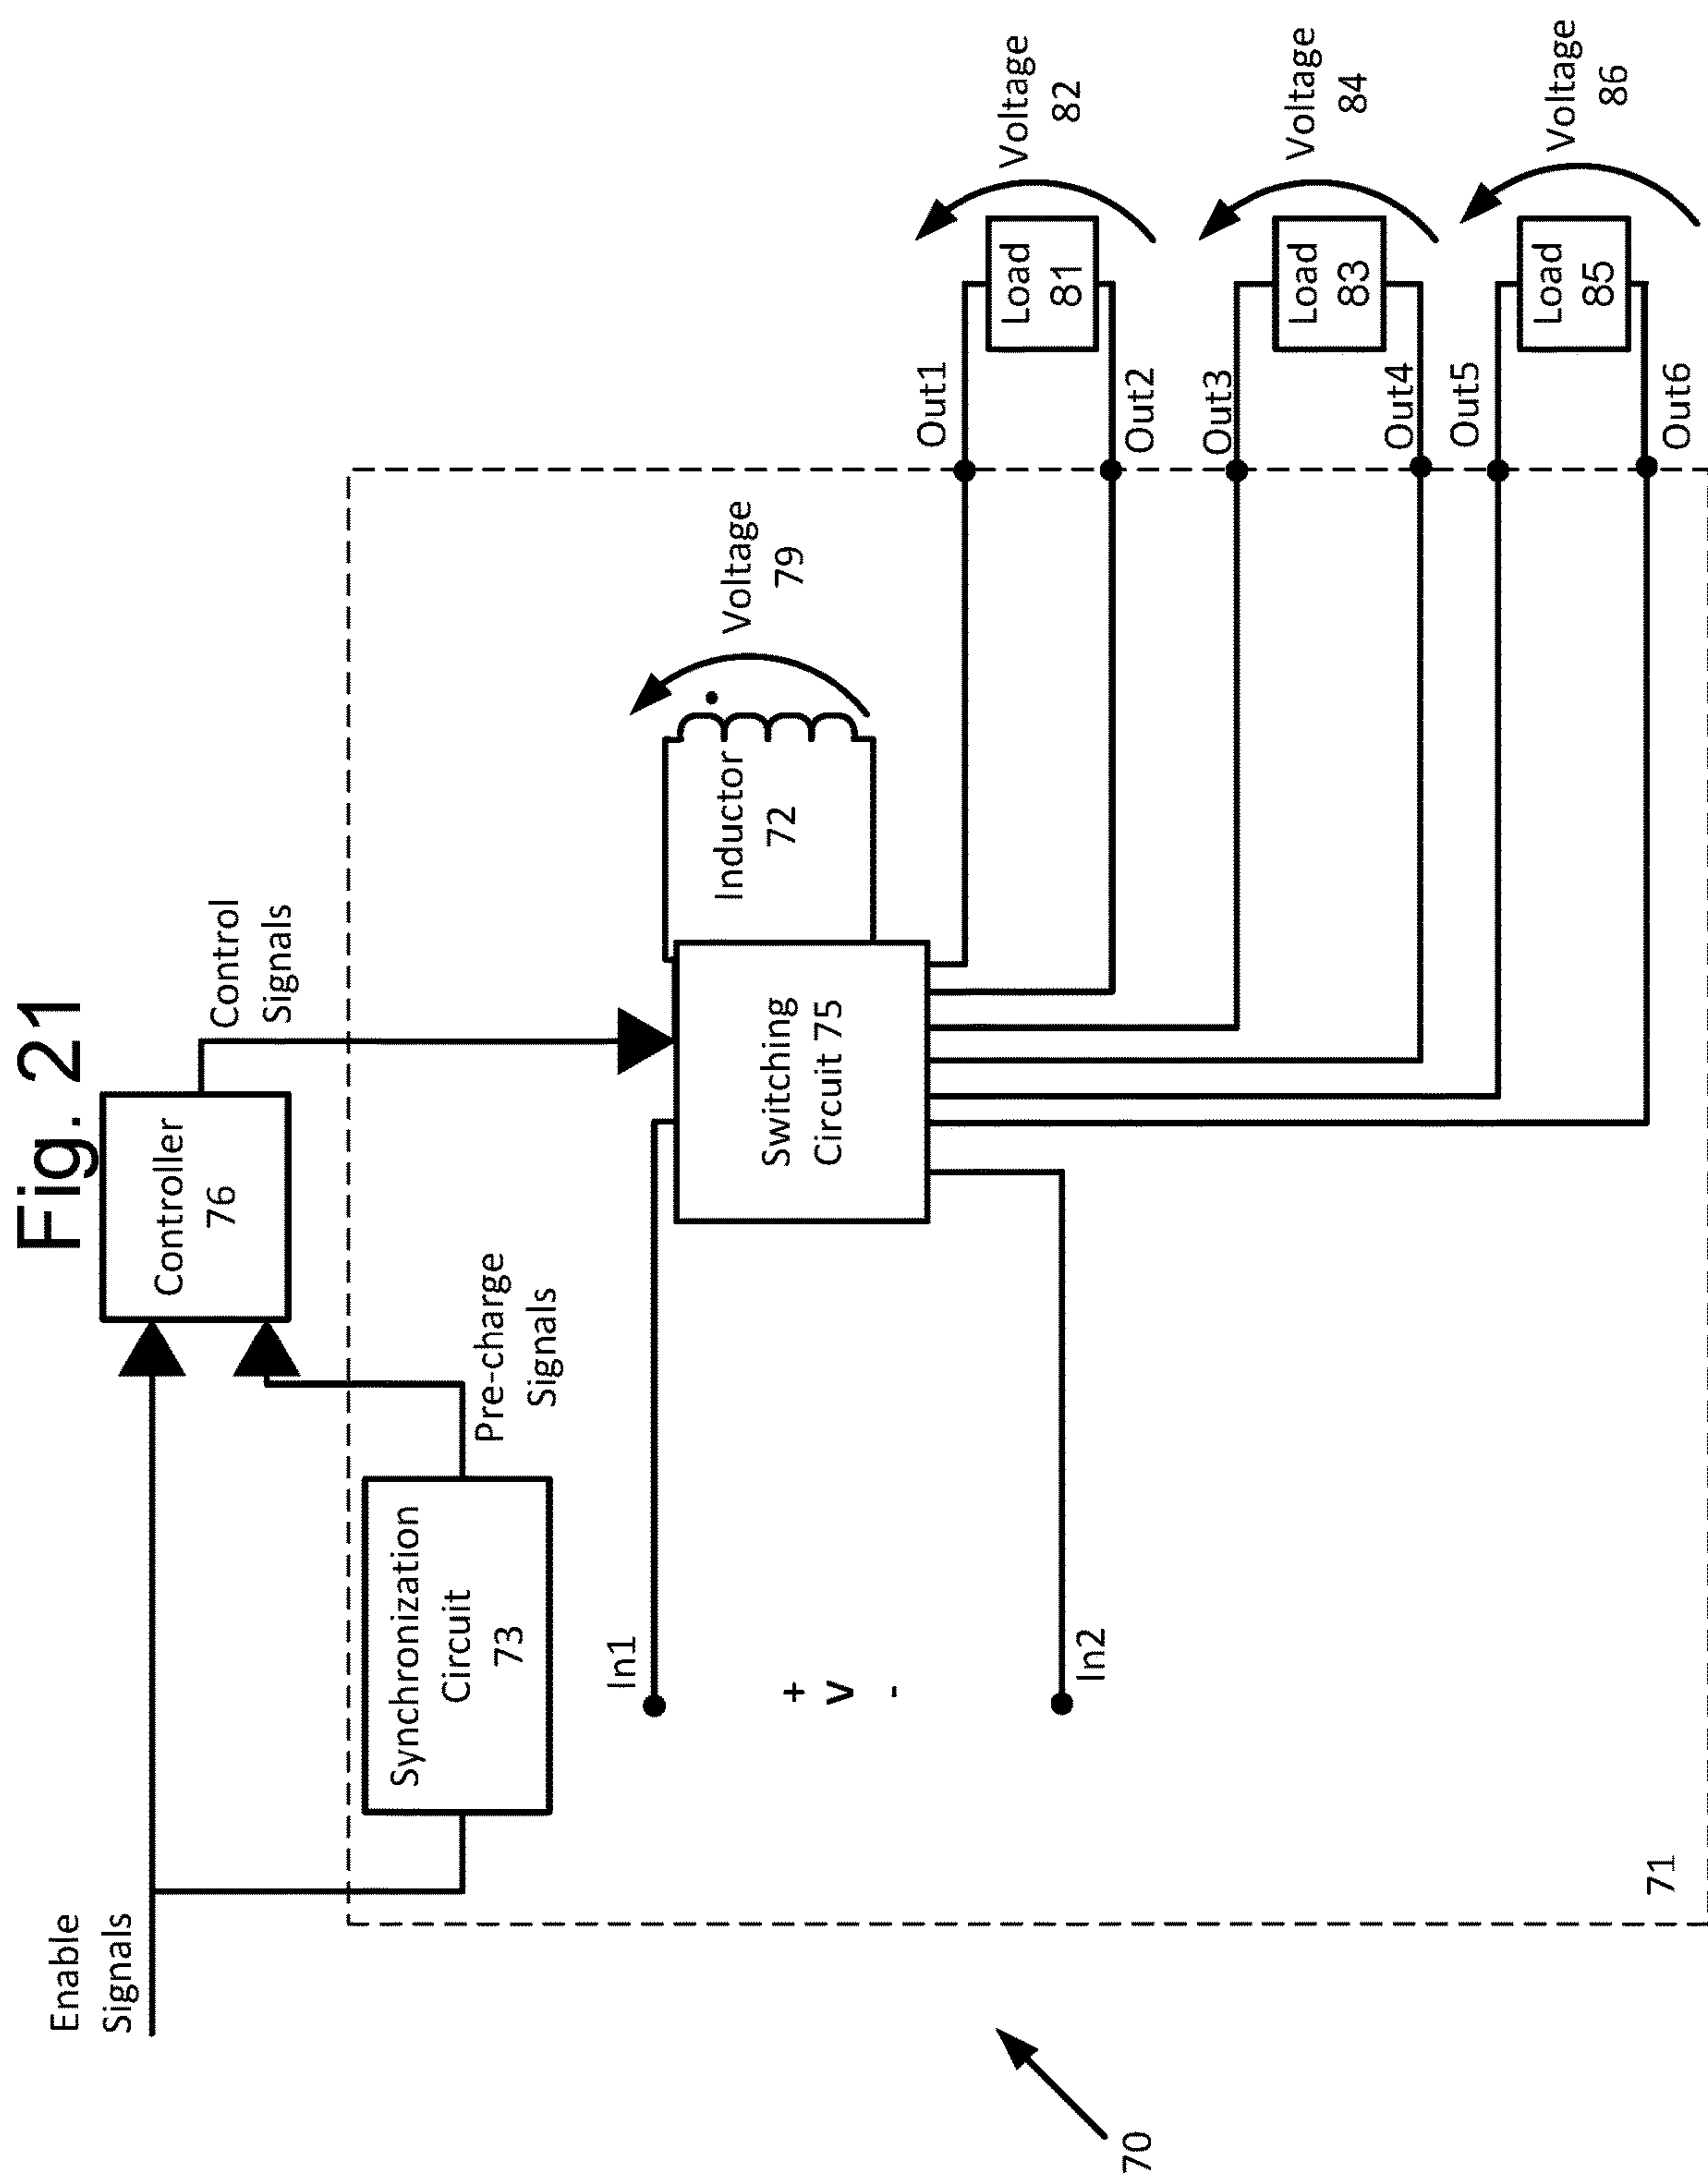 Fig. 21
Enable
Signals
Controller
76
Control
Signals
Synchronization
Circuit
73
Pre-charge
Signals
In1
+
v
-
In2
Switching
Circuit 75
Inductor
72
Voltage
79
Out1
Out2
Out3
Out4
Out5
Out6
Load
81
Voltage
82
Load
83
Voltage
84
Load
85
Voltage
86
71
70